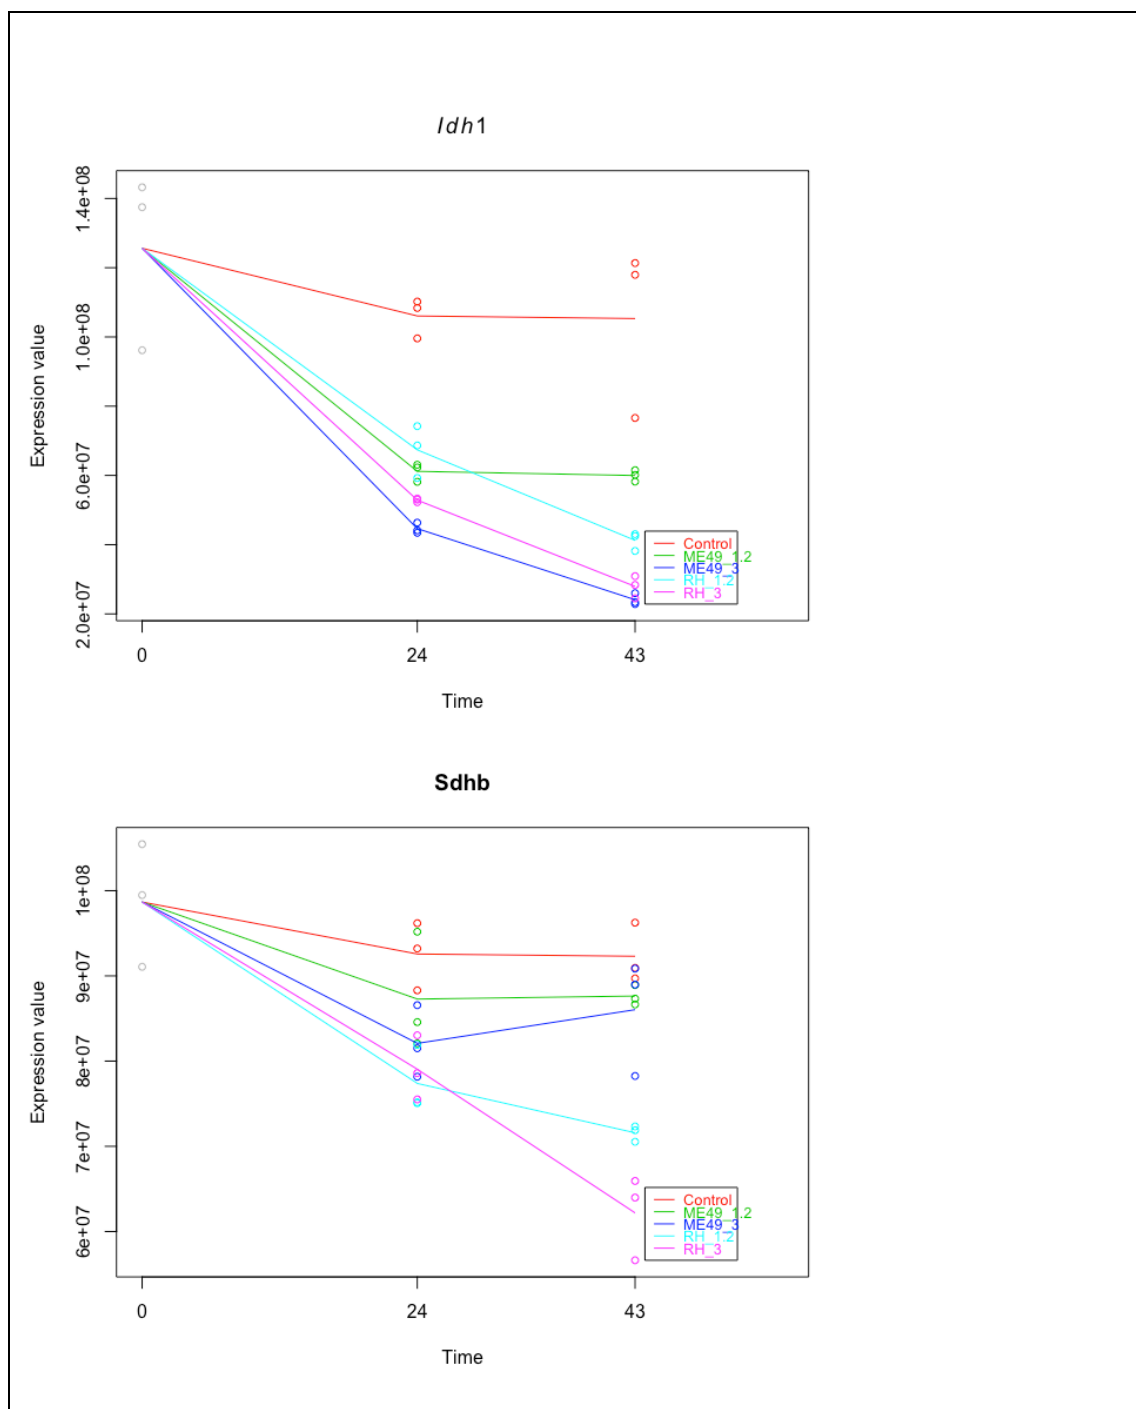 Idh1
Expression value
1.4e+08
1.0e+08
6.0e+07
2.0e+07
0 24 43
Time
Control
ME49_1.2
ME49_3
RH_1.2
RH_3
Sdhb
Expression value
1e+08
9e+07
8e+07
7e+07
6e+07
0 24 43
Time
Control
ME49_1.2
ME49_3
RH_1.2
RH_3